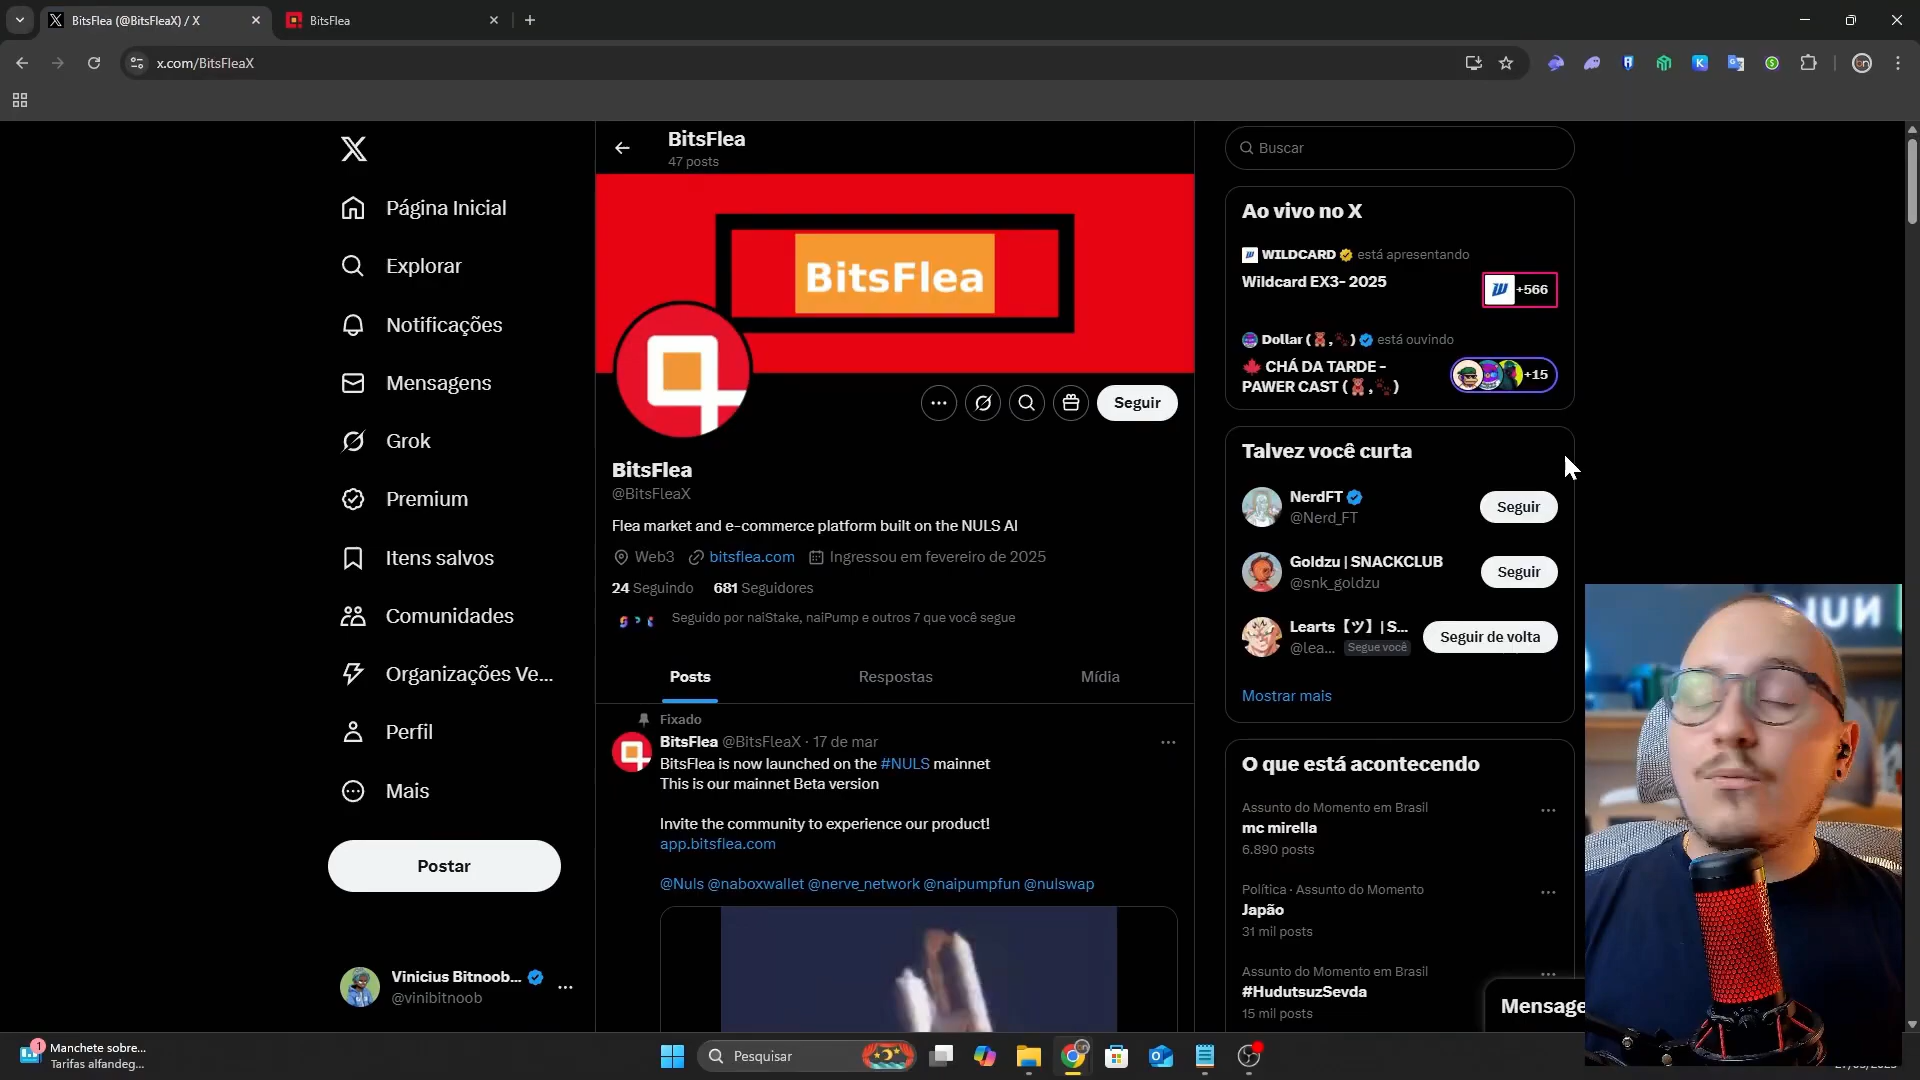 BitsFlea (@BitsFleaX) / X
BitsFlea
x.com/BitsFleaX
Página Inicial
Explorar
Notificações
Mensagens
Grok
Premium
Itens salvos
Comunidades
Organizações Ve...
Perfil
Mais
Postar
Vinicius Bitnoob...
@vinibitnoob
BitsFlea
47 posts
BitsFlea
Seguir
BitsFlea
@BitsFleaX
Flea market and e-commerce platform built on the NULS AI
Web3 bitsflea.com Ingressou em fevereiro de 2025
24 Seguindo 681 Seguidores
Seguido por naiStake, naiPump e outros 7 que você segue
Posts Respostas Mídia
Fixado
BitsFlea @BitsFleaX · 17 de mar
BitsFlea is now launched on the #NULS mainnet
This is our mainnet Beta version
Invite the community to experience our product!
app.bitsflea.com
@Nuls @naboxwallet @nerve_network @naipumpfun @nulswap
Buscar
Ao vivo no X
WILDCARD está apresentando
Wildcard EX3- 2025
+566
Dollar (🧸,🐾) está ouvindo
🍁 CHÁ DA TARDE -
PAWER CAST (🧸,🐾)
+15
Talvez você curta
NerdFT
@Nerd_FT
Seguir
Goldzu | SNACKCLUB
@snk_goldzu
Seguir
Learts【ツ】| S...
@lea... Segue você
Seguir de volta
Mostrar mais
O que está acontecendo
Assunto do Momento em Brasil
mc mirella
6.890 posts
Política · Assunto do Momento
Japão
31 mil posts
Assunto do Momento em Brasil
#HudutsuzSevda
15 mil posts
Mensage
1
Manchete sobre...
Tarifas alfandeg...
Pesquisar